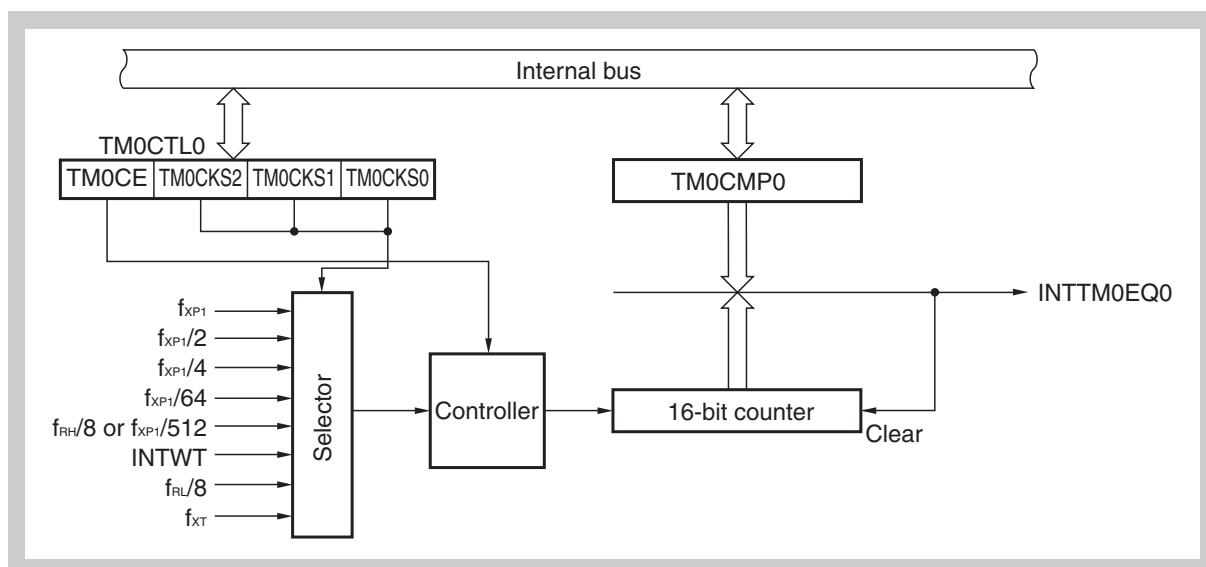 Internal bus
TM0CTL0
TM0CE TM0CKS2 TM0CKS1 TM0CKS0
TM0CMP0
INTTM0EQ0
fXP1
fXP1/2
fXP1/4
fXP1/64
fRH/8 or fXP1/512
INTWT
fRL/8
fXT
Selector
Controller
16-bit counter
Clear